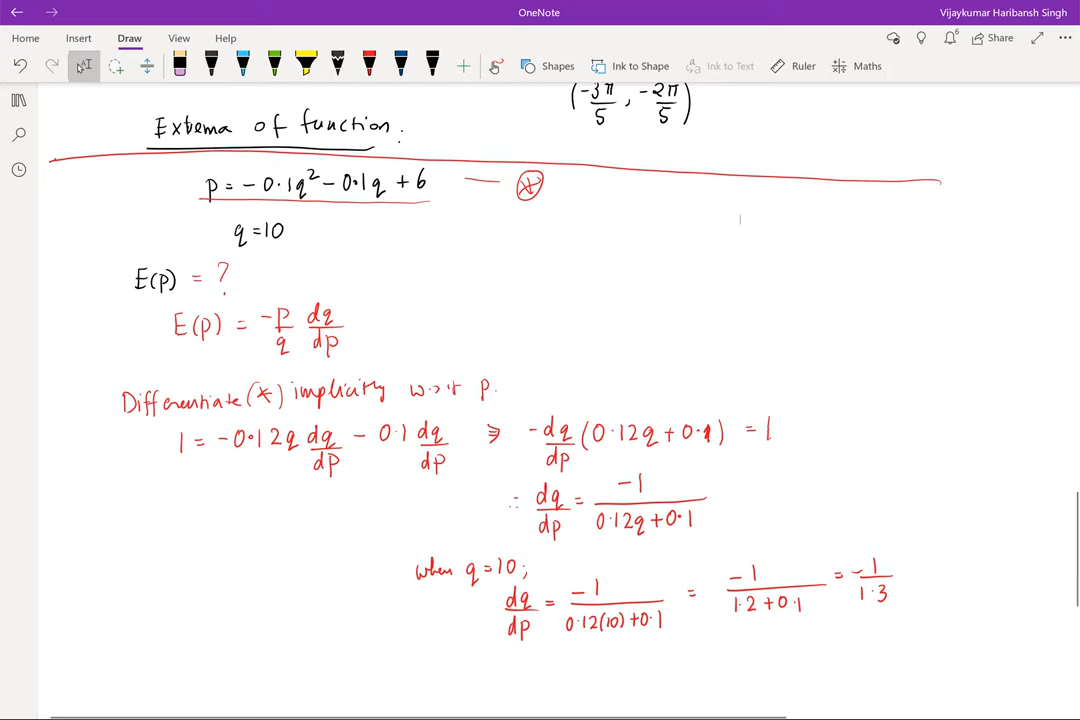 OneNote
Vijaykumar Haribansh Singh
Home Insert Draw View Help
6
Share
Shapes Ink to Shape Ink to Text Ruler Maths
(-3π/5, -2π/5)
Extrema of function.
p = -0.1q² - 0.1q + 6 — (*)
q = 10
E(p) = ?
E(p) = -p/q dq/dp
Differentiate (*) implicitly w.r.t p.
1 = -0.12q dq/dp - 0.1 dq/dp ⇒ -dq/dp (0.12q + 0.1) = 1
∴ dq/dp = -1/(0.12q + 0.1)
when q = 10;
dq/dp = -1/(0.12(10) + 0.1) = -1/(1.2 + 0.1) = -1/1.3